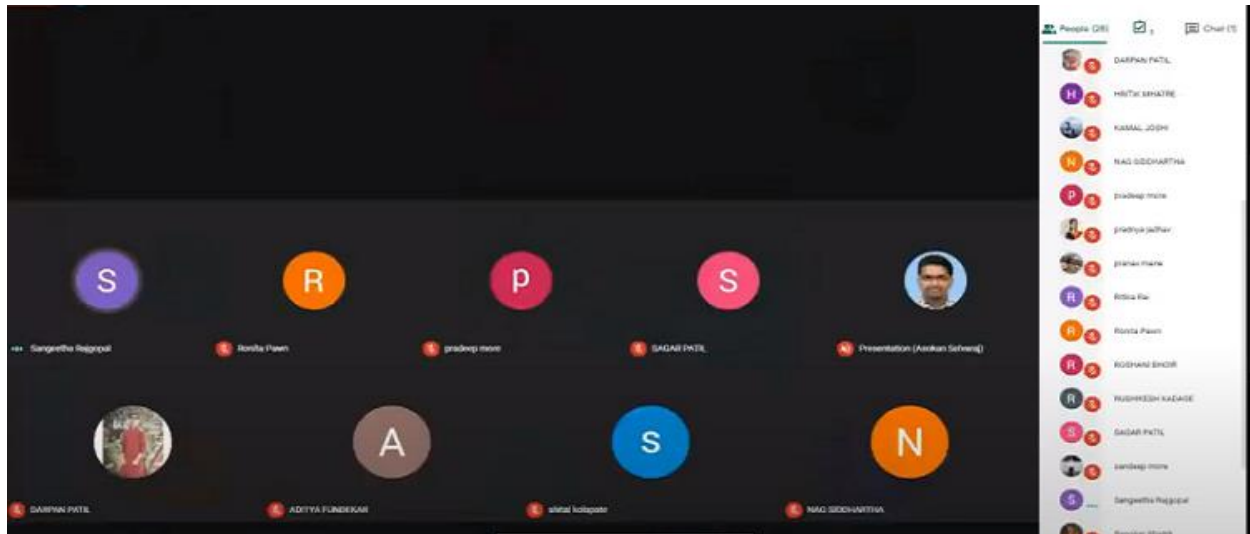 People (28)
Chat (1)
S
R
p
S
Sangeetha Rajgopal
Ronita Pawn
pradeep more
SAGAR PATIL
Presentation (Asokan Selvaraj)
A
S
N
DARPAN PATIL
ADITYA FUNDEKAR
shital kolapate
NAG SIDDHARTHA
DARPAN PATIL
H HRITIK MHATRE
KAMAL JOSHI
N NAG SIDDHARTHA
P pradeep more
pradnya jadhav
pranav mane
R Ritika Rai
R Ronita Pawn
R ROSHANI BHOIR
R RUSHIKESH KADAGE
S SAGAR PATIL
sandeep more
S Sangeetha Rajgopal